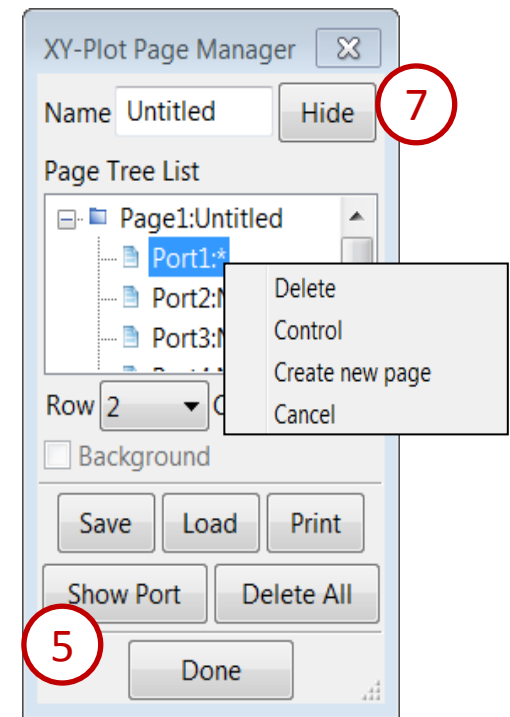 XY-Plot Page Manager
Name Untitled Hide 7
Page Tree List
Page1:Untitled
Port1:*
Port2:
Port3:
Delete
Control
Create new page
Cancel
Row 2
Background
Save Load Print
Show Port Delete All
5
Done